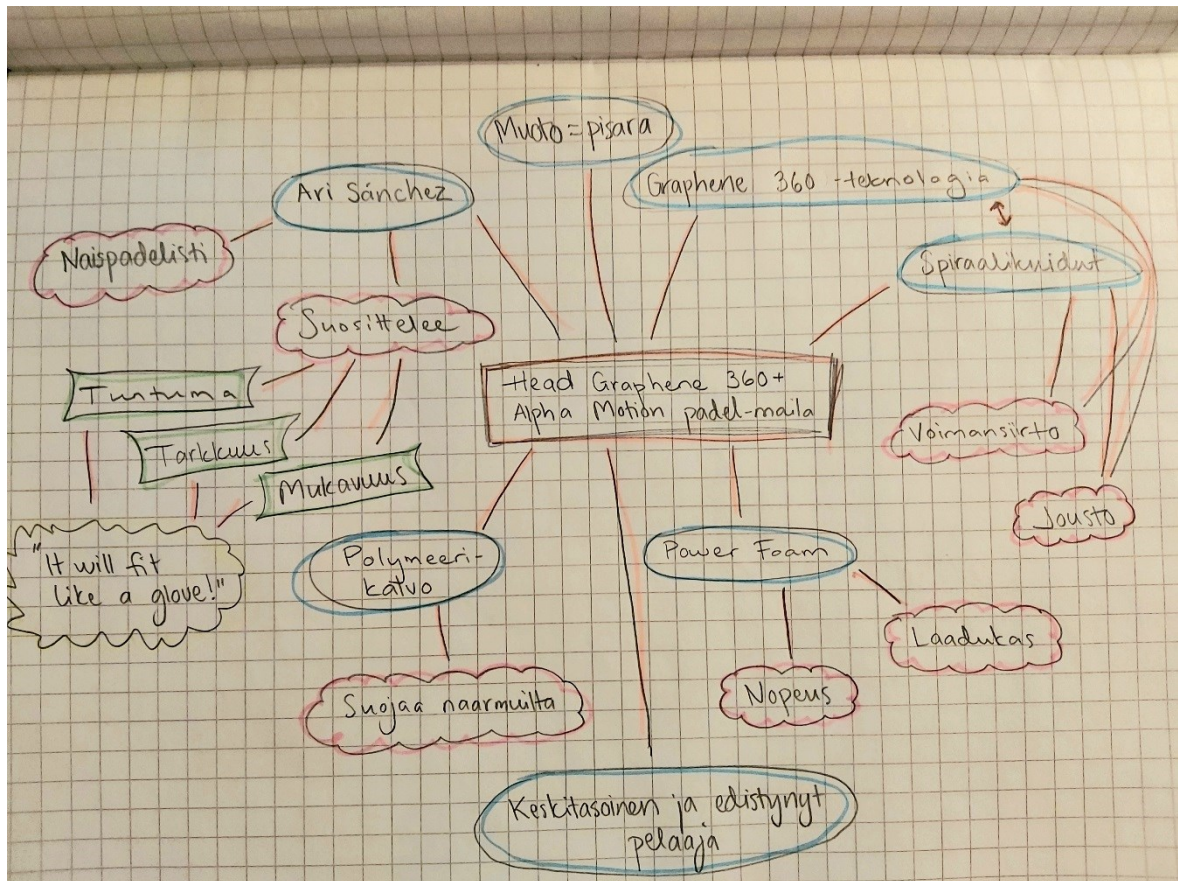 Muoto = pisara
Ari Sánchez
Graphene 360 -teknologia
Naispadelisti
Spiraalikuidut
Suosittelee
Head Graphene 360+
Alpha Motion padel-maila
Tuntuma
Tarkkuus
Mukavuus
Voimansiirto
Jousto
"It will fit
like a glove!"
Polymeeri-
kalvo
Power Foam
Laadukas
Suojaa naarmuilta
Nopeus
Keskitasoinen ja edistynyt
pelaaja